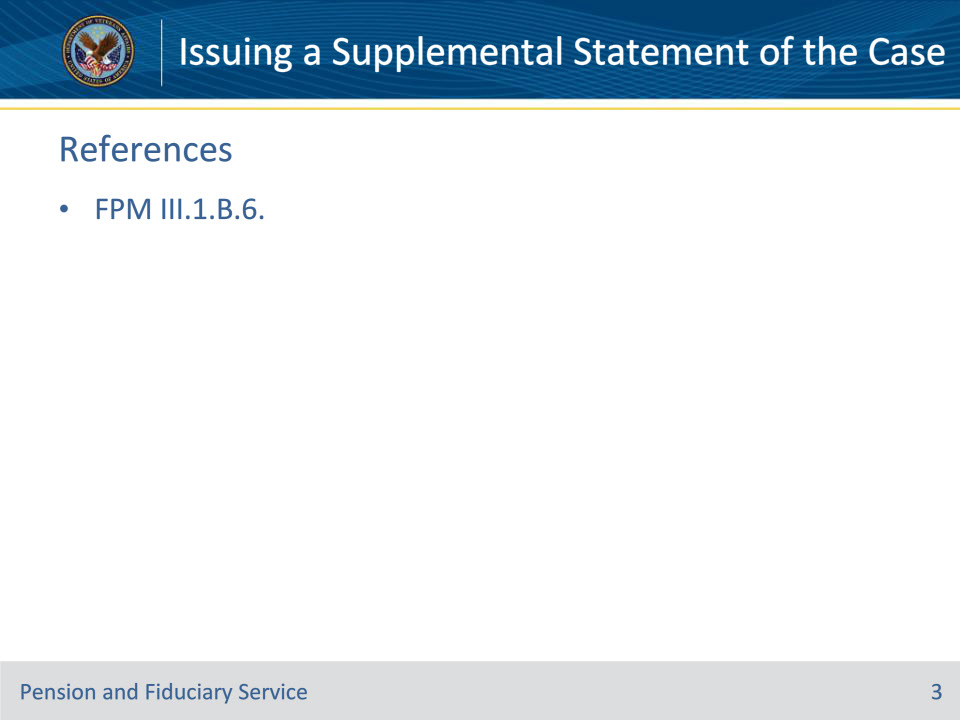 Issuing a Supplemental Statement of the Case
References
• FPM III.1.B.6.
Pension and Fiduciary Service
3